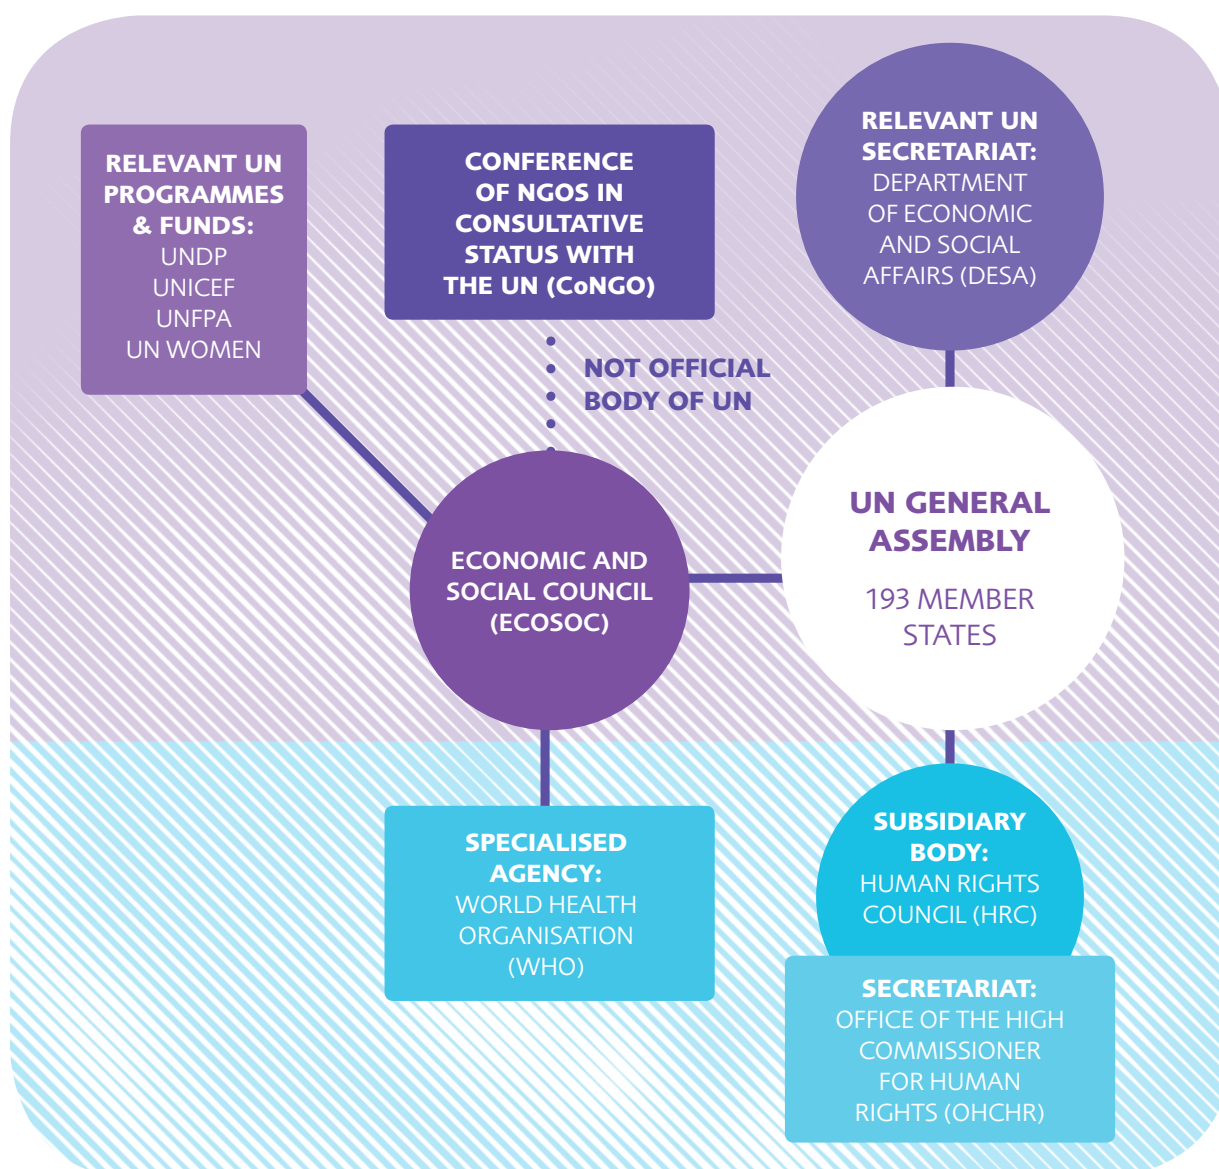 RELEVANT UN
PROGRAMMES
& FUNDS:
UNDP
UNICEF
UNFPA
UN WOMEN
CONFERENCE
OF NGOS IN
CONSULTATIVE
STATUS WITH
THE UN (CoNGO)
RELEVANT UN
SECRETARIAT:
DEPARTMENT
OF ECONOMIC
AND SOCIAL
AFFAIRS (DESA)
NOT OFFICIAL
BODY OF UN
ECONOMIC AND
SOCIAL COUNCIL
(ECOSOC)
UN GENERAL
ASSEMBLY
193 MEMBER
STATES
SPECIALISED
AGENCY:
WORLD HEALTH
ORGANISATION
(WHO)
SUBSIDIARY
BODY:
HUMAN RIGHTS
COUNCIL (HRC)
SECRETARIAT:
OFFICE OF THE HIGH
COMMISSIONER
FOR HUMAN
RIGHTS (OHCHR)